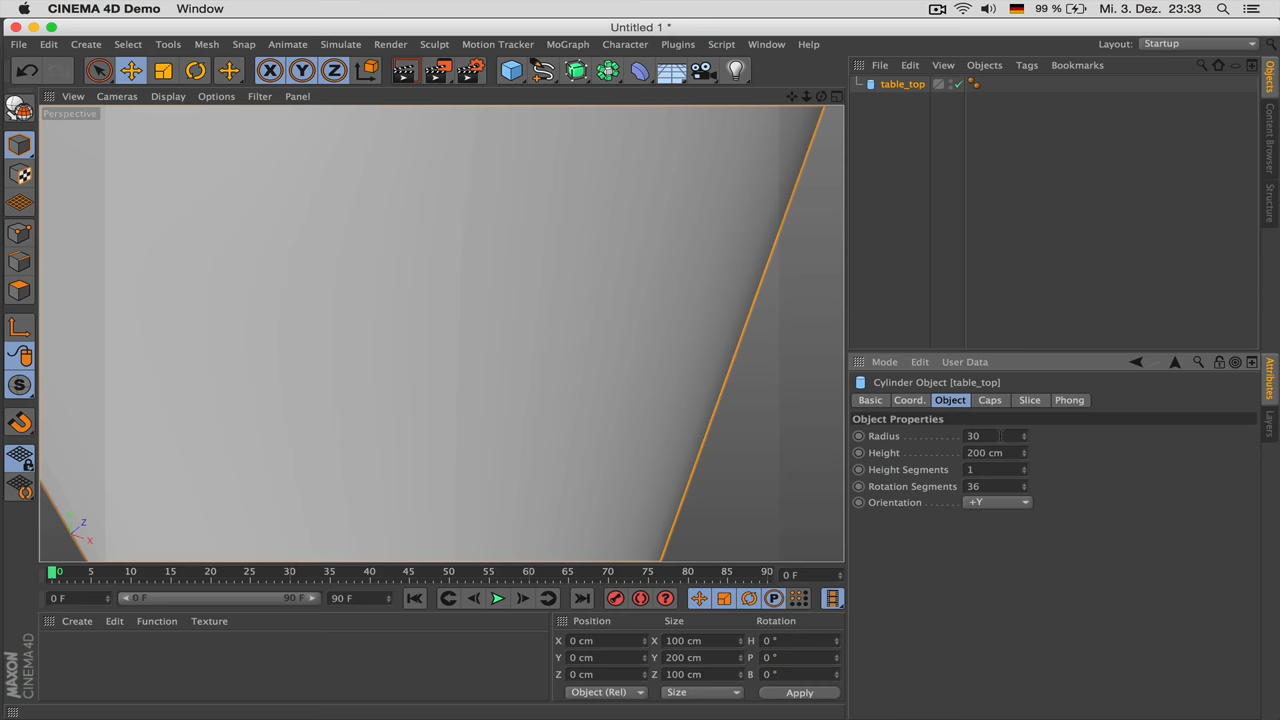 CINEMA 4D Demo Window 99 % Mi. 3. Dez. 23:33
Untitled 1 *
File Edit Create Select Tools Mesh Snap Animate Simulate Render Sculpt Motion Tracker MoGraph Character Plugins Script Window Help Layout: Startup
X Y Z
File Edit View Objects Tags Bookmarks
View Cameras Display Options Filter Panel
Perspective
table_top
Objects
Content Browser
Structure
Mode Edit User Data
Cylinder Object [table_top]
Basic Coord. Object Caps Slice Phong
Object Properties
Radius 30
Height 200 cm
Height Segments 1
Rotation Segments 36
Orientation +Y
Attributes
Layers
S
Y Z X
0 5 10 15 20 25 30 35 40 45 50 55 60 65 70 75 80 85 90 0 F
0 F 0 F 90 F 90 F
P
Create Edit Function Texture
Position Size Rotation
X 0 cm X 100 cm H 0 °
Y 0 cm Y 200 cm P 0 °
Z 0 cm Z 100 cm B 0 °
Object (Rel) Size Apply
MAXON
CINEMA 4D